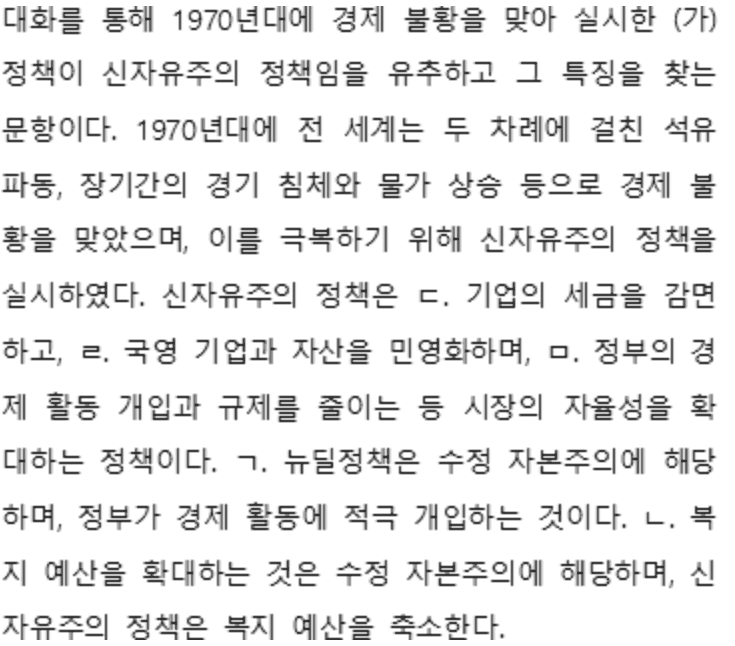 대화를 통해 1970년대에 경제 불황을 맞아 실시한 (가)
정책이 신자유주의 정책임을 유추하고 그 특징을 찾는
문항이다. 1970년대에 전 세계는 두 차례에 걸친 석유
파동, 장기간의 경기 침체와 물가 상승 등으로 경제 불
황을 맞았으며, 이를 극복하기 위해 신자유주의 정책을
실시하였다. 신자유주의 정책은 ㄷ. 기업의 세금을 감면
하고, ㄹ. 국영 기업과 자산을 민영화하며, ㅁ. 정부의 경
제 활동 개입과 규제를 줄이는 등 시장의 자율성을 확
대하는 정책이다. ㄱ. 뉴딜정책은 수정 자본주의에 해당
하며, 정부가 경제 활동에 적극 개입하는 것이다. ㄴ. 복
지 예산을 확대하는 것은 수정 자본주의에 해당하며, 신
자유주의 정책은 복지 예산을 축소한다.